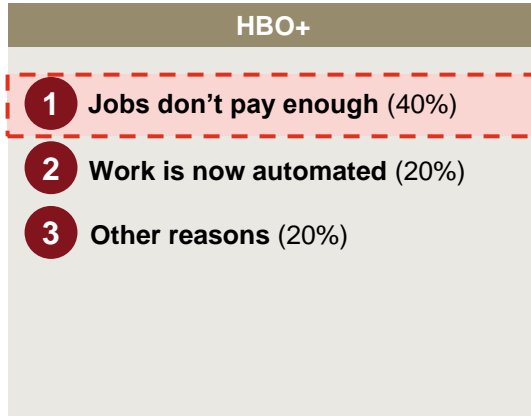 HBO+
1 Jobs don't pay enough (40%)
2 Work is now automated (20%)
3 Other reasons (20%)